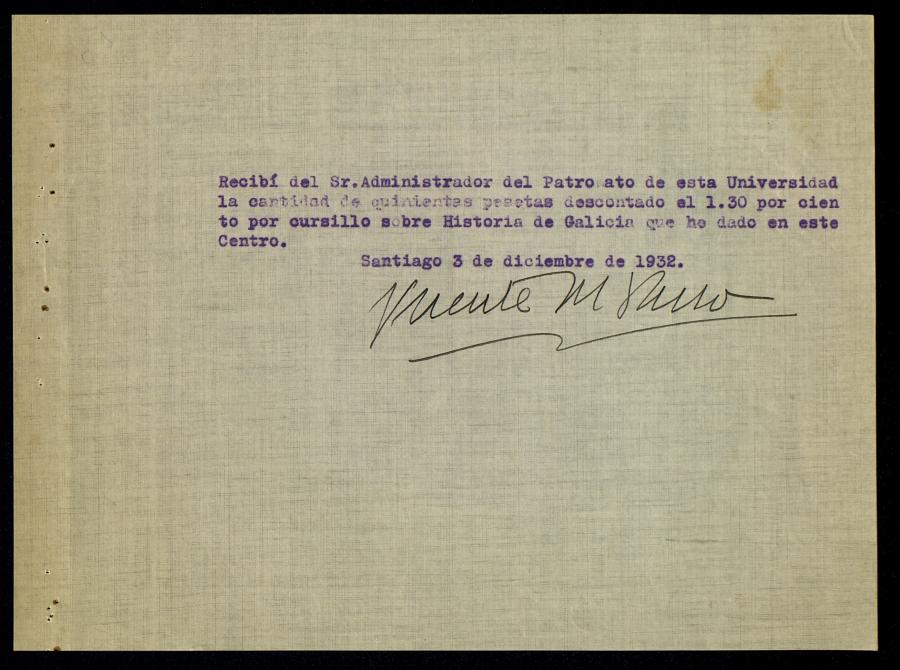 Recibí del Sr.Administrador del Patro ato de esta Universidad
la cantidad de quinientas pesetas descontado el 1.30 por cien
to por cursillo sobre Historia de Galicia que he dado en este
Centro.
Santiago 3 de diciembre de 1932.
Vicente M